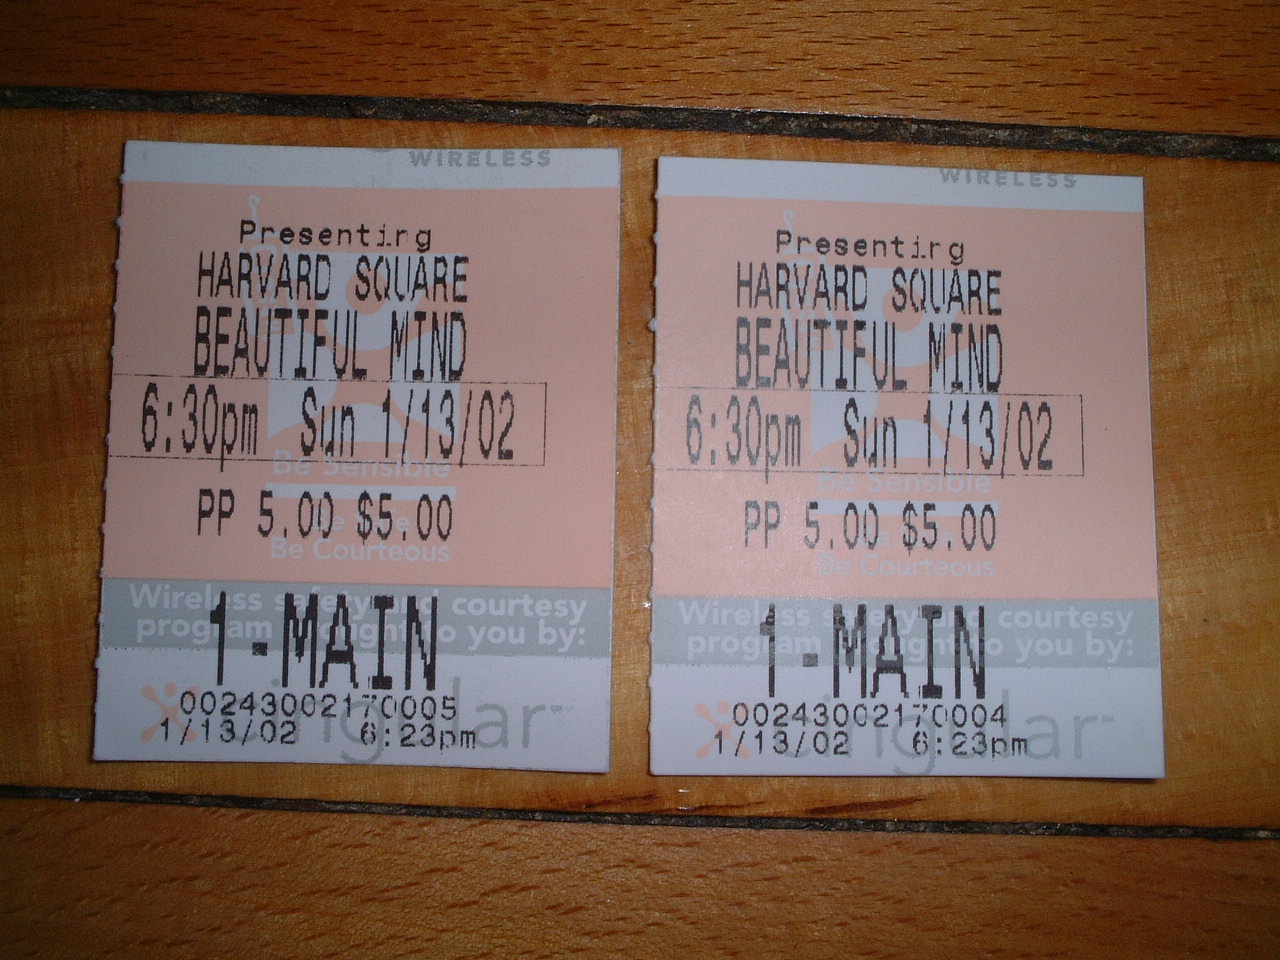 WIRELESS
Presenting
HARVARD SQUARE
BEAUTIFUL MIND
6:30pm Sun 1/13/02
Be Sensible
PP 5.00 $5.00
Be Courteous
Wireless safety and courtesy
program brought to you by:
1-MAIN
cingular
00243002170005
1/13/02 6:23pm
WIRELESS
Presenting
HARVARD SQUARE
BEAUTIFUL MIND
6:30pm Sun 1/13/02
Be Sensible
PP 5.00 $5.00
Be Courteous
Wireless safety and courtesy
program brought to you by:
1-MAIN
cingular
00243002170004
1/13/02 6:23pm